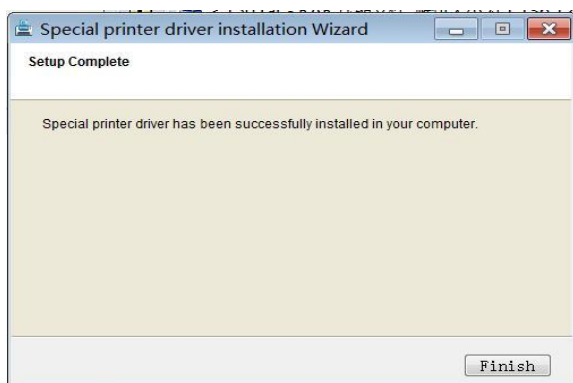 Special printer driver installation Wizard
Setup Complete
Special printer driver has been successfully installed in your computer.
Finish